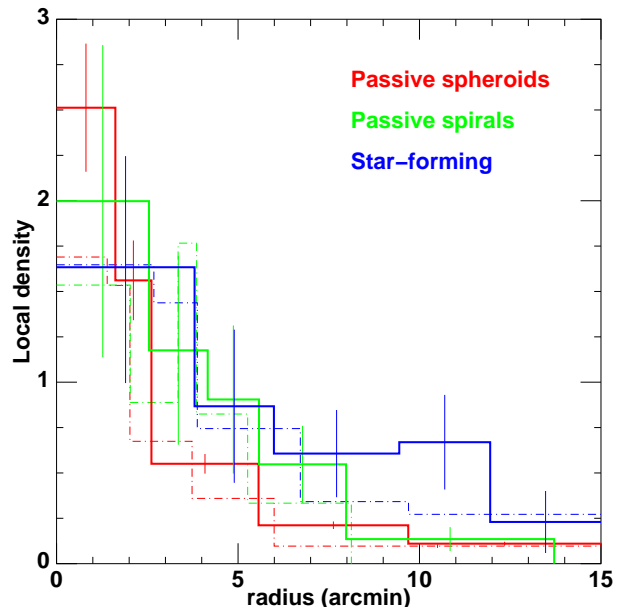 3
Passive spheroids
Passive spirals
Star−forming
2
Local density
1
0
0 5 10 15
radius (arcmin)